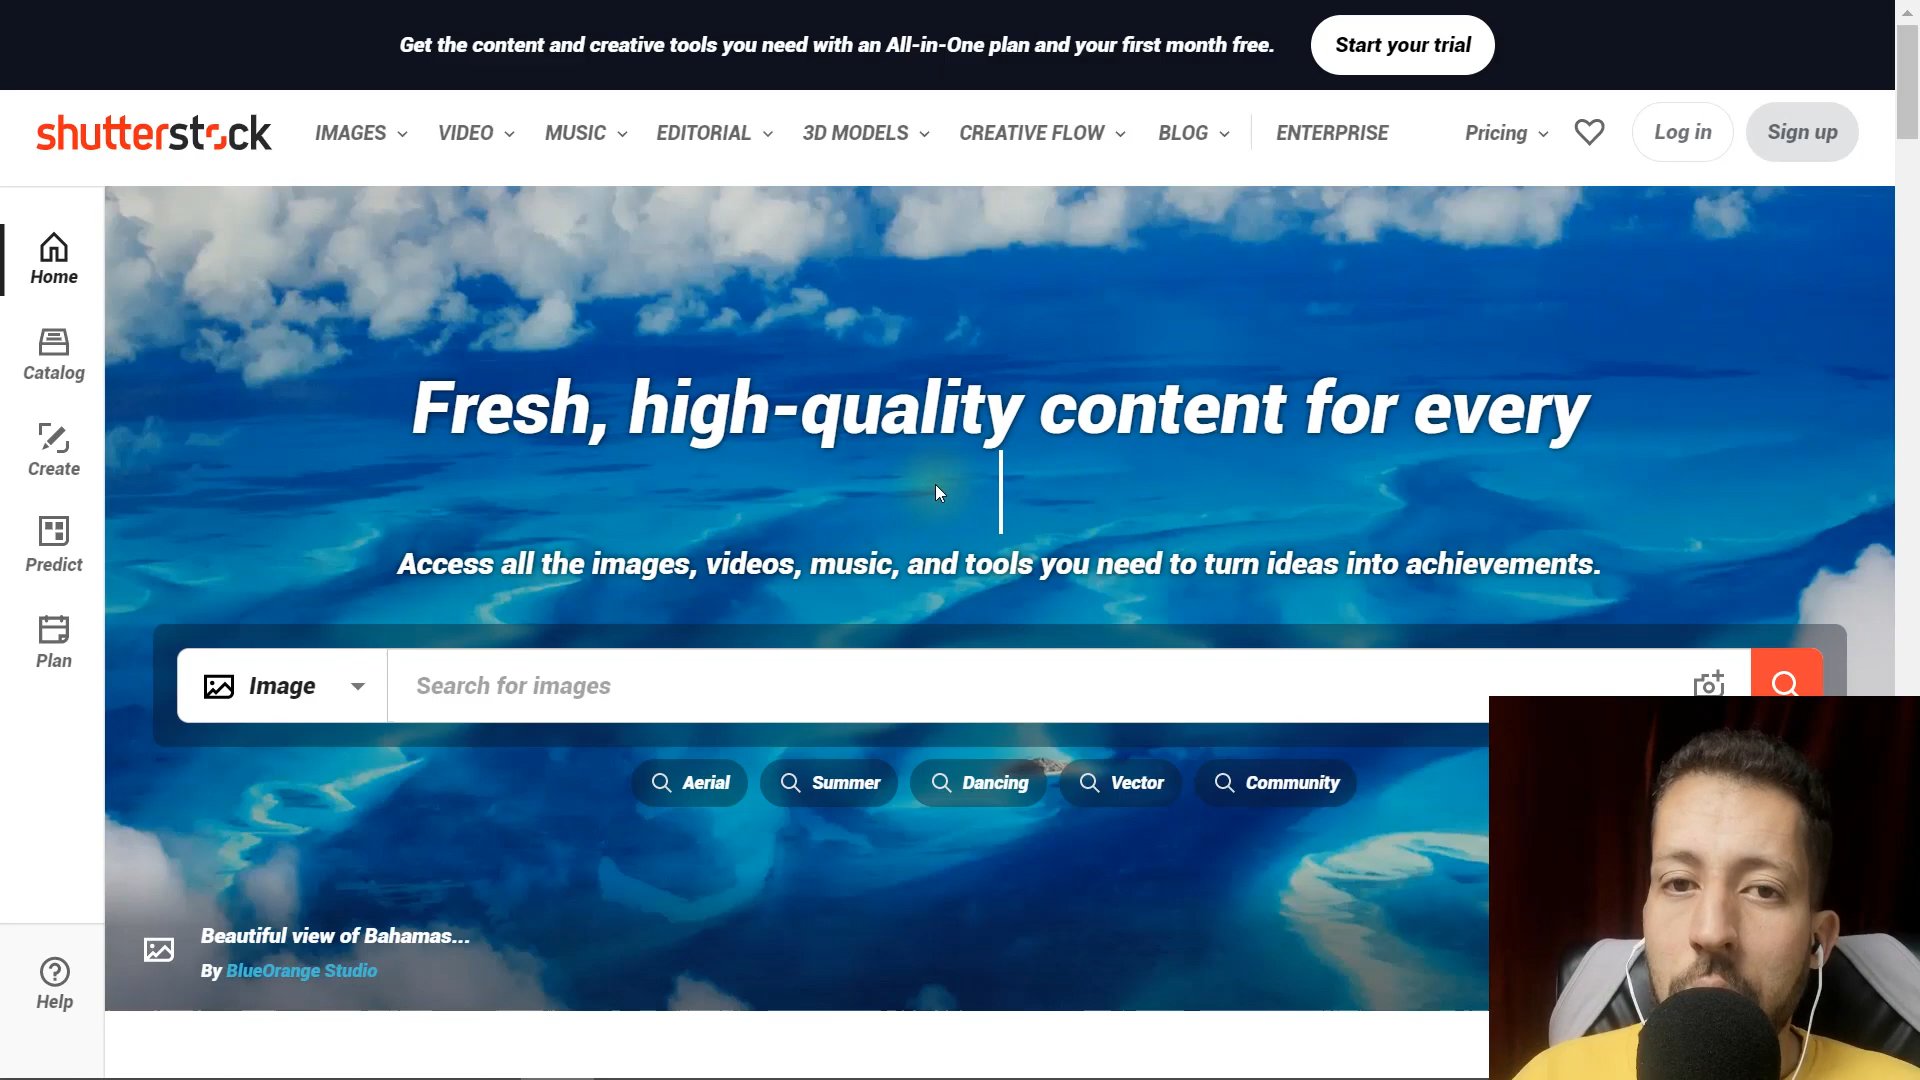 Get the content and creative tools you need with an All-in-One plan and your first month free.
Start your trial
shutterstock
IMAGES
VIDEO
MUSIC
EDITORIAL
3D MODELS
CREATIVE FLOW
BLOG
ENTERPRISE
Pricing
Log in
Sign up
Home
Catalog
Create
Predict
Plan
Help
Fresh, high-quality content for every
Access all the images, videos, music, and tools you need to turn ideas into achievements.
Image
Search for images
Aerial
Summer
Dancing
Vector
Community
Beautiful view of Bahamas...
By BlueOrange Studio